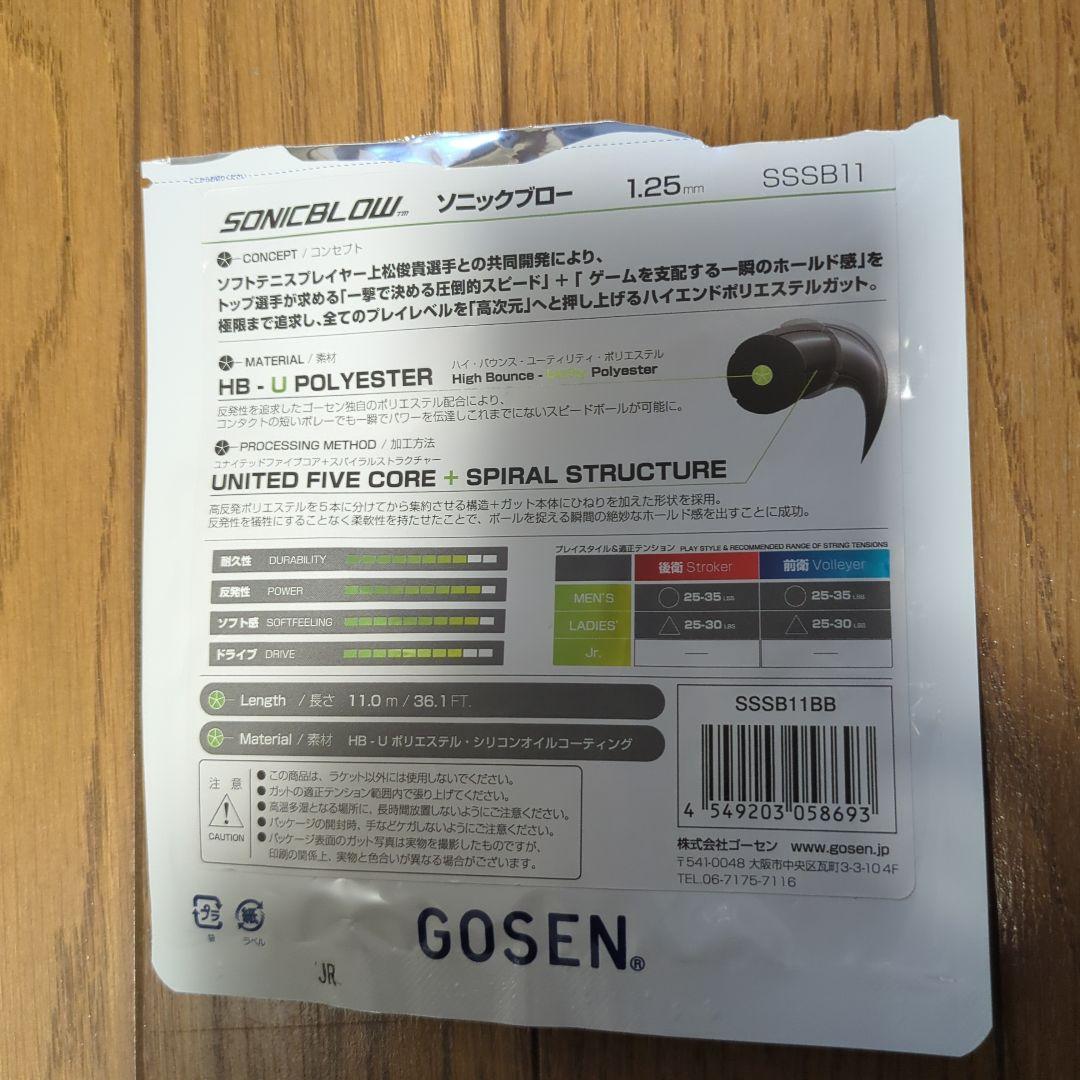 ここからお切りください
SONICBLOW™ ソニックブロー 1.25mm SSSB11
CONCEPT / コンセプト
ソフトテニスプレイヤー上松俊貴選手との共同開発により、
トップ選手が求める「一撃で決める圧倒的スピード」+「ゲームを支配する一瞬のホールド感」を
極限まで追求し、全てのプレイレベルを「高次元」へと押し上げるハイエンドポリエステルガット。
MATERIAL / 素材
ハイ・バウンス・ユーティリティ・ポリエステル
HB - U POLYESTER High Bounce - Polyester
反発性を追求したゴーセン独自のポリエステル配合により、
コンタクトの短いボレーでも一瞬でパワーを伝達しこれまでにないスピードボールが可能に。
PROCESSING METHOD / 加工方法
ユナイテッドファイブコア+スパイラルストラクチャー
UNITED FIVE CORE + SPIRAL STRUCTURE
高反発ポリエステルを5本に分けてから集約させる構造+ガット本体にひねりを加えた形状を採用。
反発性を犠牲にすることなく柔軟性を持たせたことで、ボールを捉える瞬間の絶妙なホールド感を出すことに成功。
耐久性 DURABILITY
反発性 POWER
ソフト感 SOFTFEELING
ドライブ DRIVE
プレイスタイル&適正テンション PLAY STYLE & RECOMMENDED RANGE OF STRING TENSIONS
後衛 Stroker 前衛 Volleyer
MEN'S ○ 25-35 LBS ○ 25-35 LBS
LADIES' △ 25-30 LBS △ 25-30 LBS
Jr. — —
Length / 長さ 11.0 m / 36.1 FT.
Material / 素材 HB - U ポリエステル・シリコンオイルコーティング
注意
CAUTION
●この商品は、ラケット以外には使用しないでください。
●ガットの適正テンション範囲内で張り上げてください。
●高温多湿となる場所に、長時間放置しないようにご注意ください。
●パッケージの開封時、手などケガしないようにご注意ください。
●パッケージ表面のガット写真は実物を撮影したものですが、
印刷の関係上、実物と色合いが異なる場合がございます。
SSSB11BB
4 549203 058693
株式会社ゴーセン www.gosen.jp
〒541-0048 大阪市中央区瓦町3-3-10 4F
TEL.06-7175-7116
プラ
袋
紙
ラベル
GOSEN®
JR